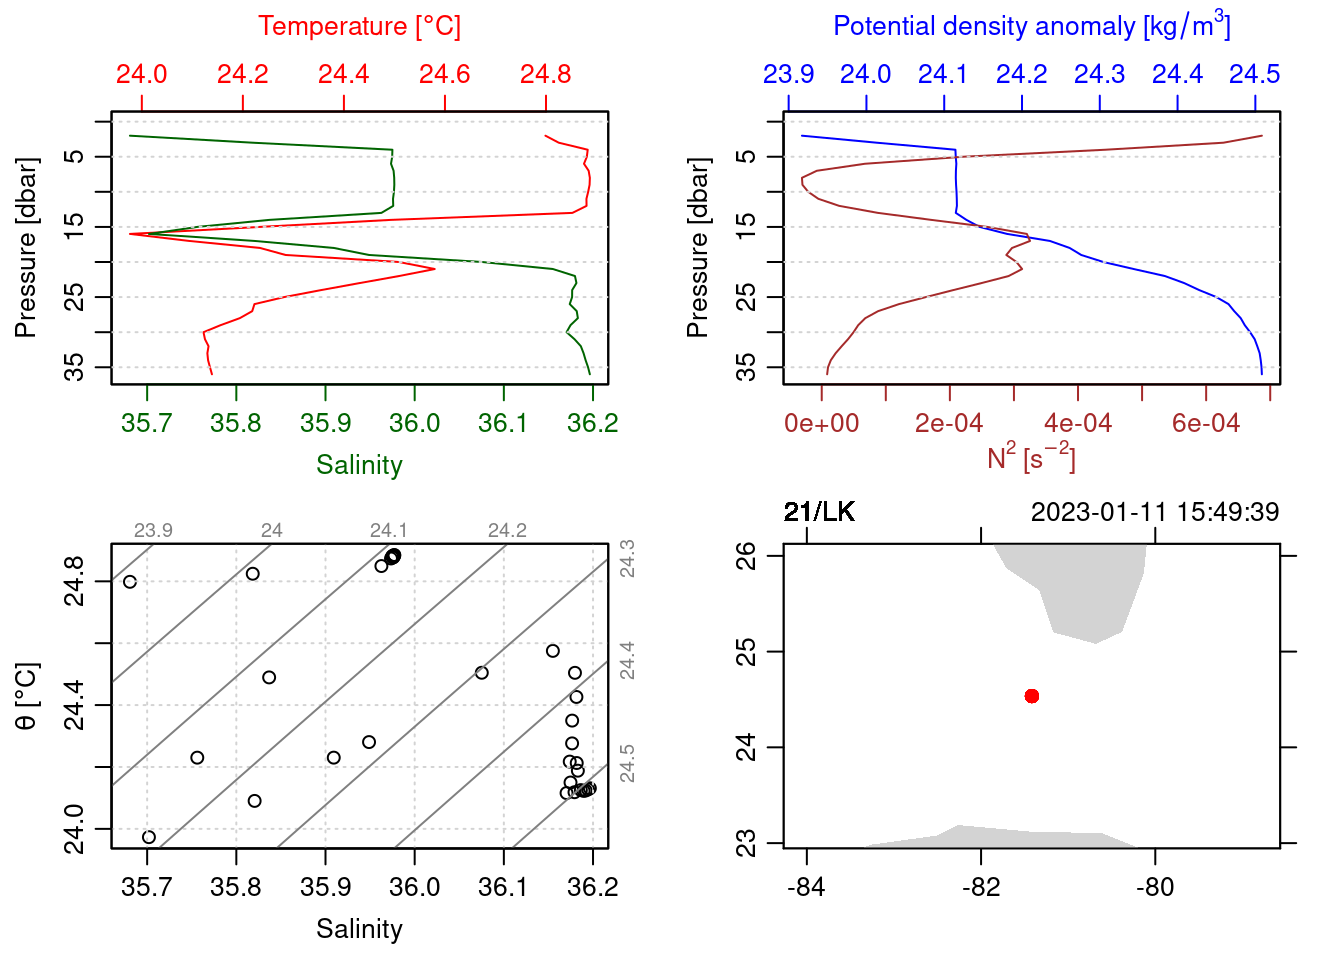 Temperature [°C]
24.0 24.2 24.4 24.6 24.8
Pressure [dbar]
5
15
25
35
35.7 35.8 35.9 36.0 36.1 36.2
Salinity
Potential density anomaly [kg/m³]
23.9 24.0 24.1 24.2 24.3 24.4 24.5
Pressure [dbar]
5
15
25
35
0e+00 2e-04 4e-04 6e-04
N² [s⁻²]
23.9 24 24.1 24.2
24.3
24.4
24.5
θ [°C]
24.8
24.4
24.0
35.7 35.8 35.9 36.0 36.1 36.2
Salinity
21/LK 2023-01-11 15:49:39
26
25
24
23
-84 -82 -80